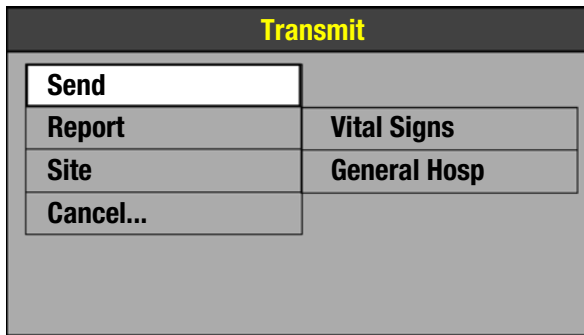 Transmit
Send
Report Vital Signs
Site General Hosp
Cancel...